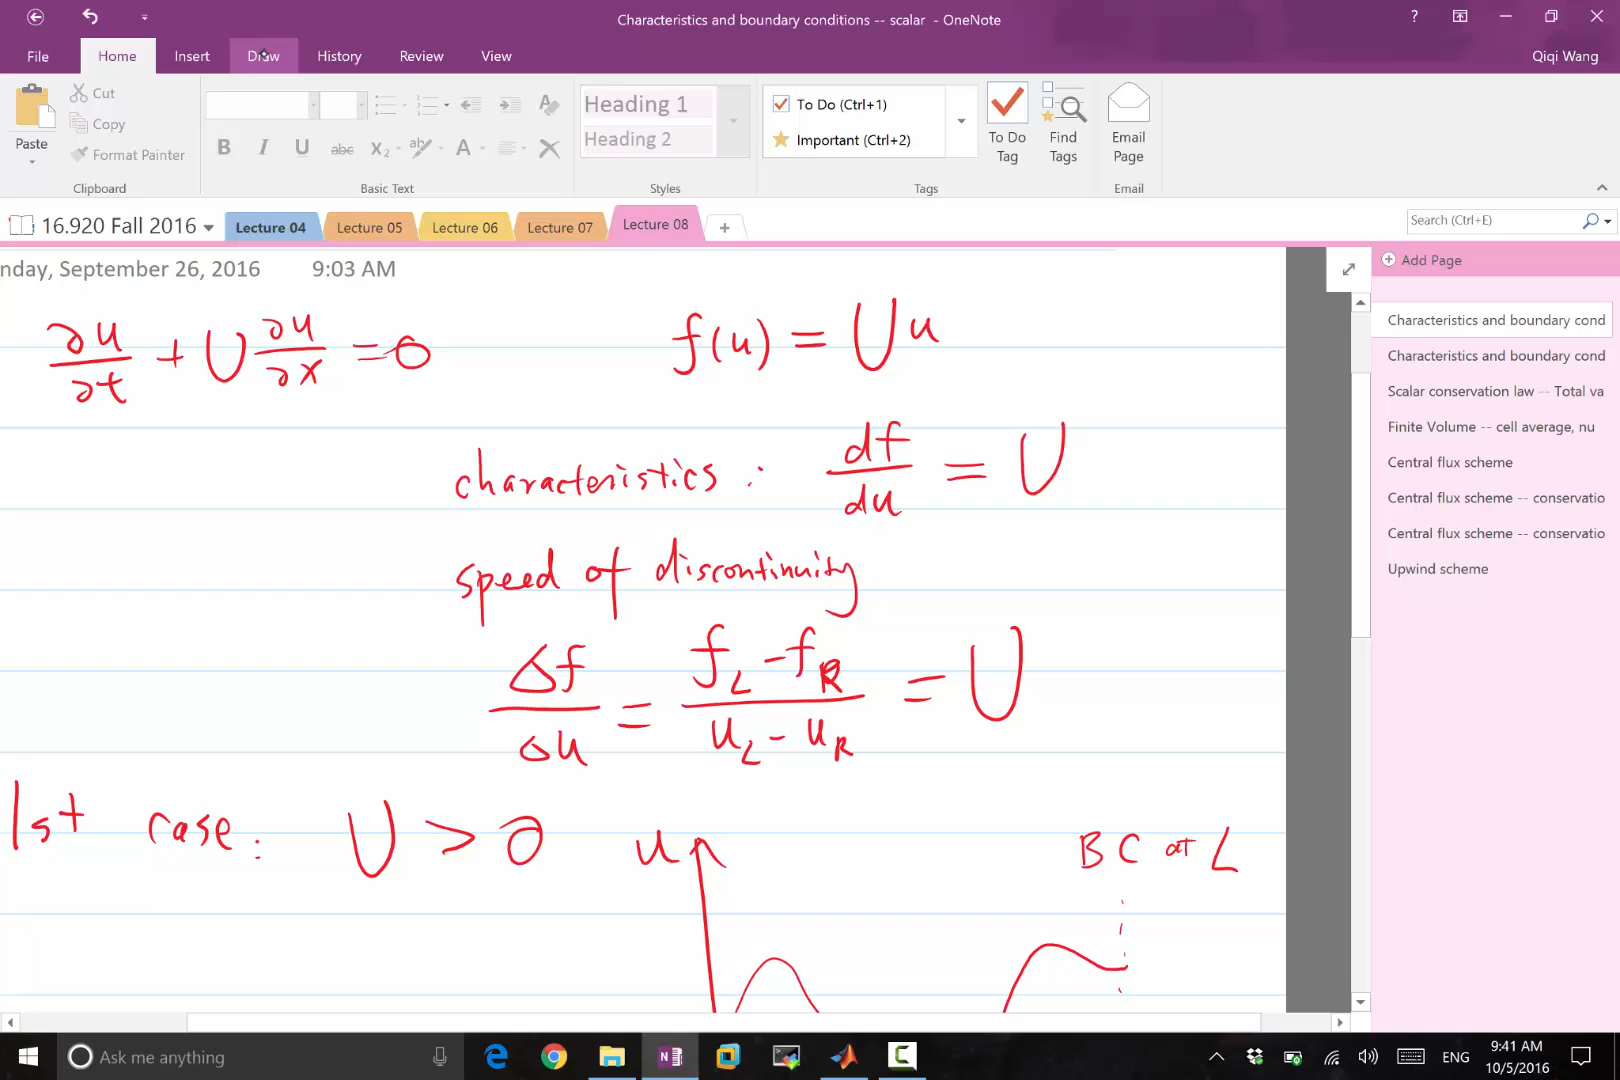 Characteristics and boundary conditions -- scalar - OneNote
?
File Home Insert Draw History Review View
Qiqi Wang
Paste
Cut
Copy
Format Painter
Clipboard
B I U abc X₂ A
Basic Text
Heading 1
Heading 2
Styles
To Do (Ctrl+1)
Important (Ctrl+2)
Tags
To Do Tag
Find Tags
Email Page
Email
16.920 Fall 2016
Lecture 04 Lecture 05 Lecture 06 Lecture 07 Lecture 08
Search (Ctrl+E)
nday, September 26, 2016 9:03 AM
∂u/∂t + U ∂u/∂x = 0 f(u) = Uu
characteristics : df/du = U
speed of discontinuity
Δf/Δu = (f_L - f_R)/(u_L - u_R) = U
1st case: U > 0 u BC at L
Add Page
Characteristics and boundary cond
Characteristics and boundary cond
Scalar conservation law -- Total va
Finite Volume -- cell average, nu
Central flux scheme
Central flux scheme -- conservatio
Central flux scheme -- conservatio
Upwind scheme
Ask me anything
ENG
9:41 AM
10/5/2016